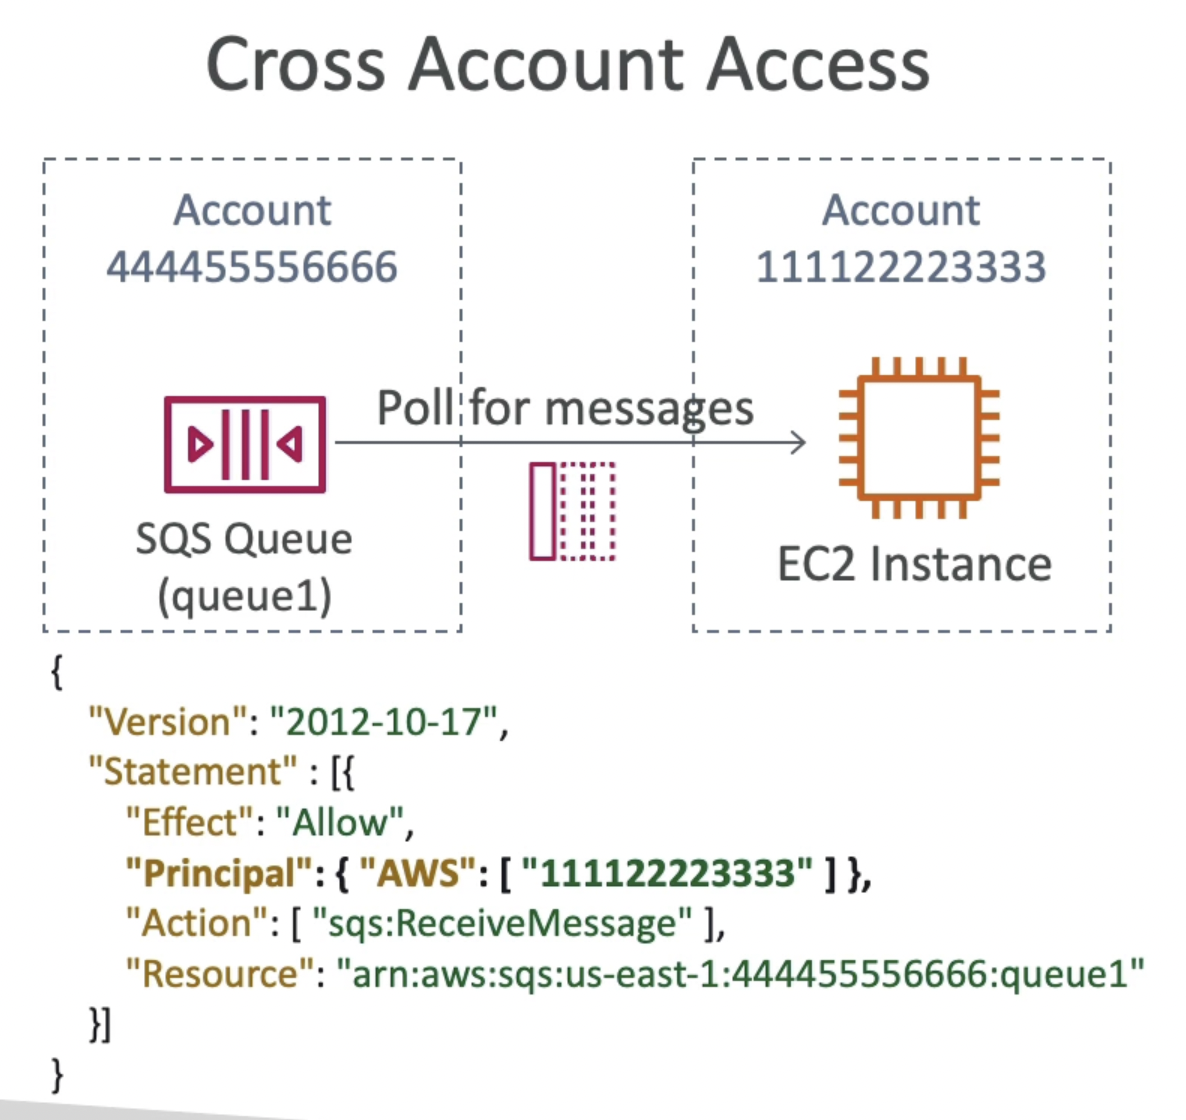 Cross Account Access
Account
444455556666
Account
111122223333
Poll for messages
SQS Queue
(queue1)
EC2 Instance
{
"Version": "2012-10-17",
"Statement" : [{
"Effect": "Allow",
"Principal": { "AWS": [ "111122223333" ] },
"Action": [ "sqs:ReceiveMessage" ],
"Resource": "arn:aws:sqs:us-east-1:444455556666:queue1"
}]
}